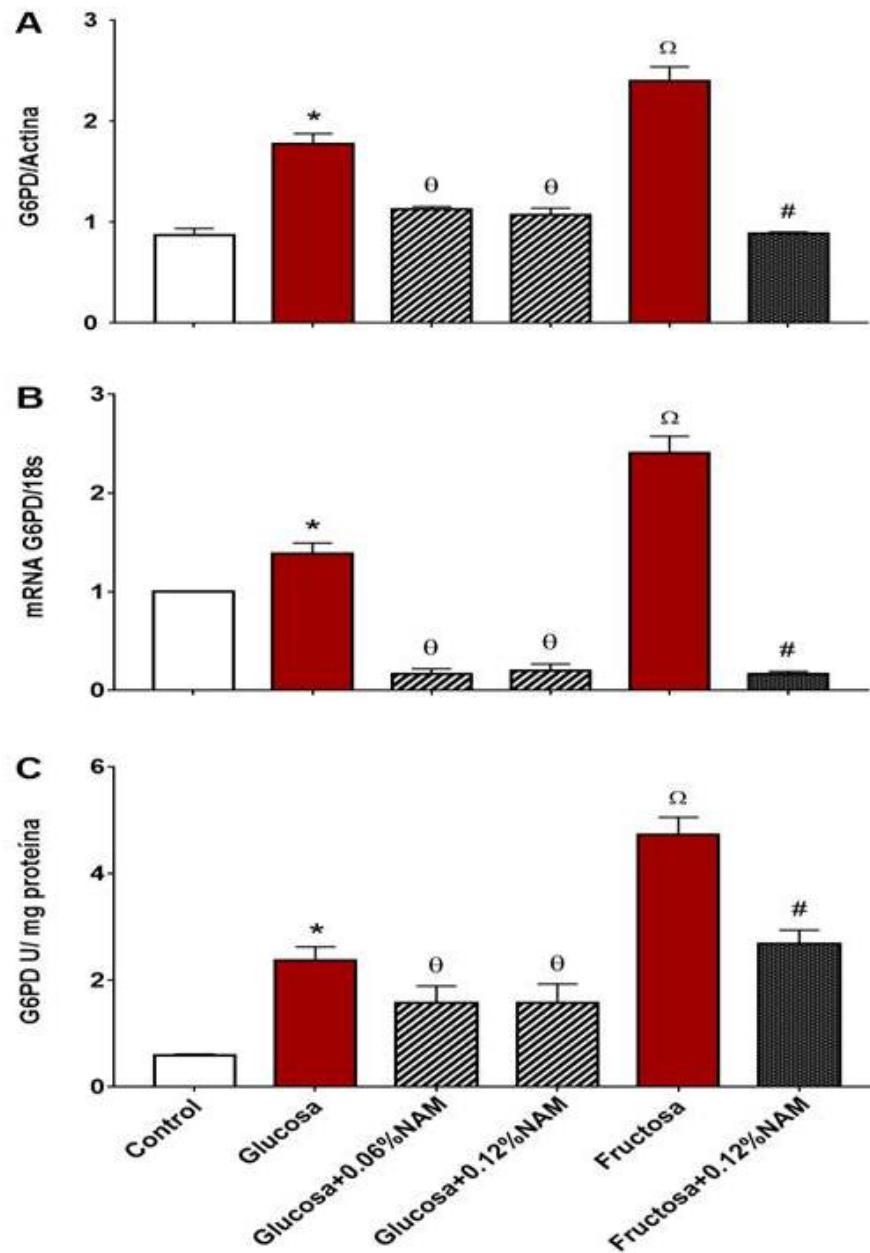 A
G6PD/Actina
3
2
1
0
*
θ
θ
Ω
#
B
mRNA G6PD/18s
3
2
1
0
*
θ
θ
Ω
#
C
G6PD U/ mg proteína
6
4
2
0
*
θ
θ
Ω
#
Control
Glucosa
Glucosa+0.06%NAM
Glucosa+0.12%NAM
Fructosa
Fructosa+0.12%NAM